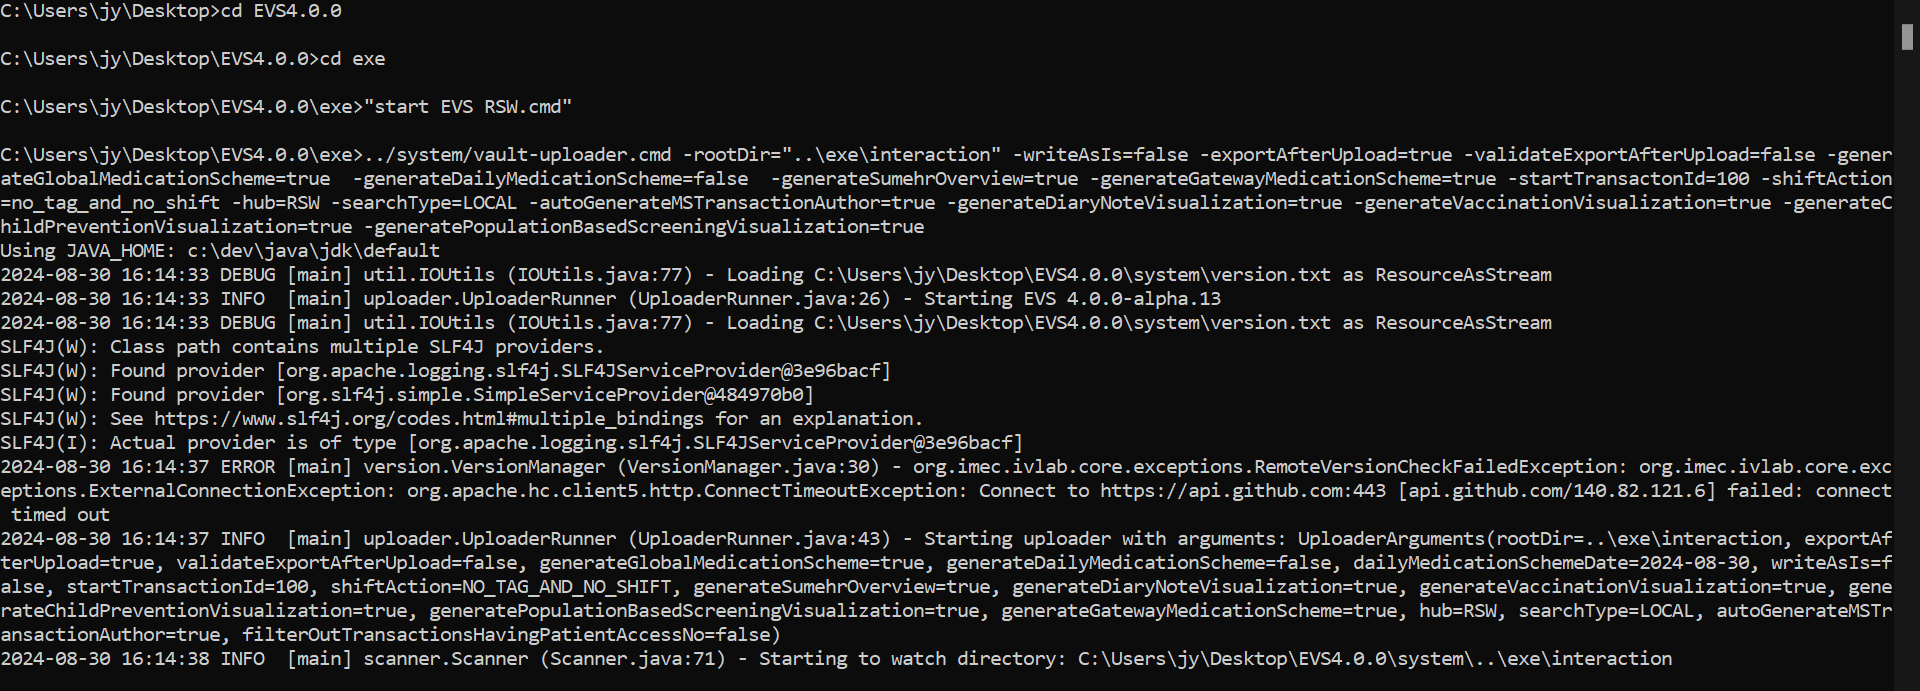 C:\Users\jy\Desktop>cd EVS4.0.0
C:\Users\jy\Desktop\EVS4.0.0>cd exe
C:\Users\jy\Desktop\EVS4.0.0\exe>"start EVS RSW.cmd"
C:\Users\jy\Desktop\EVS4.0.0\exe>../system/vault-uploader.cmd -rootDir="..\exe\interaction" -writeAsIs=false -exportAfterUpload=true -validateExportAfterUpload=false -gener
ateGlobalMedicationScheme=true  -generateDailyMedicationScheme=false  -generateSumehrOverview=true -generateGatewayMedicationScheme=true -startTransactonId=100 -shiftAction
=no_tag_and_no_shift -hub=RSW -searchType=LOCAL -autoGenerateMSTransactionAuthor=true -generateDiaryNoteVisualization=true -generateVaccinationVisualization=true -generateC
hildPreventionVisualization=true -generatePopulationBasedScreeningVisualization=true
Using JAVA_HOME: c:\dev\java\jdk\default
2024-08-30 16:14:33 DEBUG [main] util.IOUtils (IOUtils.java:77) - Loading C:\Users\jy\Desktop\EVS4.0.0\system\version.txt as ResourceAsStream
2024-08-30 16:14:33 INFO  [main] uploader.UploaderRunner (UploaderRunner.java:26) - Starting EVS 4.0.0-alpha.13
2024-08-30 16:14:33 DEBUG [main] util.IOUtils (IOUtils.java:77) - Loading C:\Users\jy\Desktop\EVS4.0.0\system\version.txt as ResourceAsStream
SLF4J(W): Class path contains multiple SLF4J providers.
SLF4J(W): Found provider [org.apache.logging.slf4j.SLF4JServiceProvider@3e96bacf]
SLF4J(W): Found provider [org.slf4j.simple.SimpleServiceProvider@484970b0]
SLF4J(W): See https://www.slf4j.org/codes.html#multiple_bindings for an explanation.
SLF4J(I): Actual provider is of type [org.apache.logging.slf4j.SLF4JServiceProvider@3e96bacf]
2024-08-30 16:14:37 ERROR [main] version.VersionManager (VersionManager.java:30) - org.imec.ivlab.core.exceptions.RemoteVersionCheckFailedException: org.imec.ivlab.core.exc
eptions.ExternalConnectionException: org.apache.hc.client5.http.ConnectTimeoutException: Connect to https://api.github.com:443 [api.github.com/140.82.121.6] failed: connect
 timed out
2024-08-30 16:14:37 INFO  [main] uploader.UploaderRunner (UploaderRunner.java:43) - Starting uploader with arguments: UploaderArguments(rootDir=..\exe\interaction, exportAf
terUpload=true, validateExportAfterUpload=false, generateGlobalMedicationScheme=true, generateDailyMedicationScheme=false, dailyMedicationSchemeDate=2024-08-30, writeAsIs=f
alse, startTransactionId=100, shiftAction=NO_TAG_AND_NO_SHIFT, generateSumehrOverview=true, generateDiaryNoteVisualization=true, generateVaccinationVisualization=true, gene
rateChildPreventionVisualization=true, generatePopulationBasedScreeningVisualization=true, generateGatewayMedicationScheme=true, hub=RSW, searchType=LOCAL, autoGenerateMSTr
ansactionAuthor=true, filterOutTransactionsHavingPatientAccessNo=false)
2024-08-30 16:14:38 INFO  [main] scanner.Scanner (Scanner.java:71) - Starting to watch directory: C:\Users\jy\Desktop\EVS4.0.0\system\..\exe\interaction